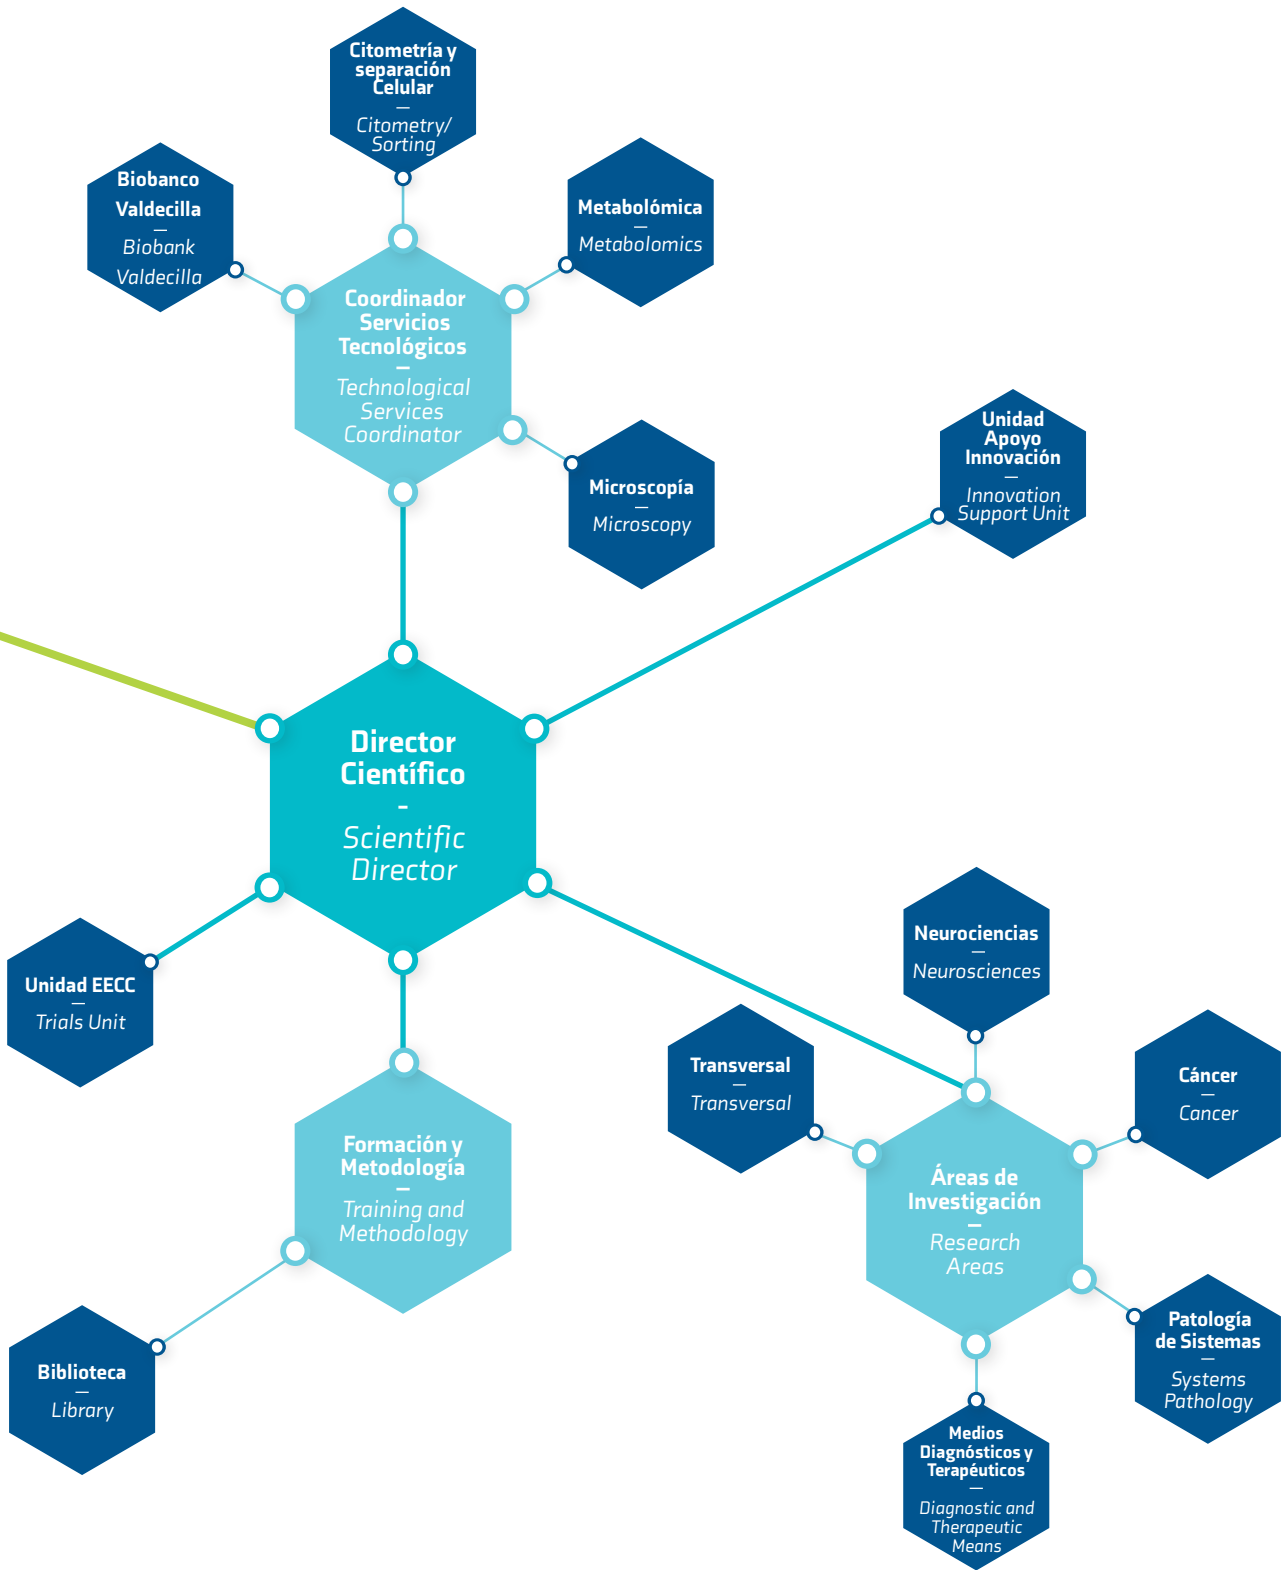 Citometría y
separación
Celular
—
Citometry/
Sorting
Biobanco
Valdecilla
—
Biobank
Valdecilla
Metabolómica
—
Metabolomics
Coordinador
Servicios
Tecnológicos
—
Technological
Services
Coordinator
Microscopía
—
Microscopy
Unidad
Apoyo
Innovación
—
Innovation
Support Unit
Director
Científico
-
Scientific
Director
Unidad EECC
—
Trials Unit
Formación y
Metodología
—
Training and
Methodology
Biblioteca
—
Library
Neurociencias
—
Neurosciences
Transversal
—
Transversal
Cáncer
—
Cancer
Áreas de
Investigación
—
Research
Areas
Patología
de Sistemas
—
Systems
Pathology
Medios
Diagnósticos y
Terapéuticos
—
Diagnostic and
Therapeutic
Means